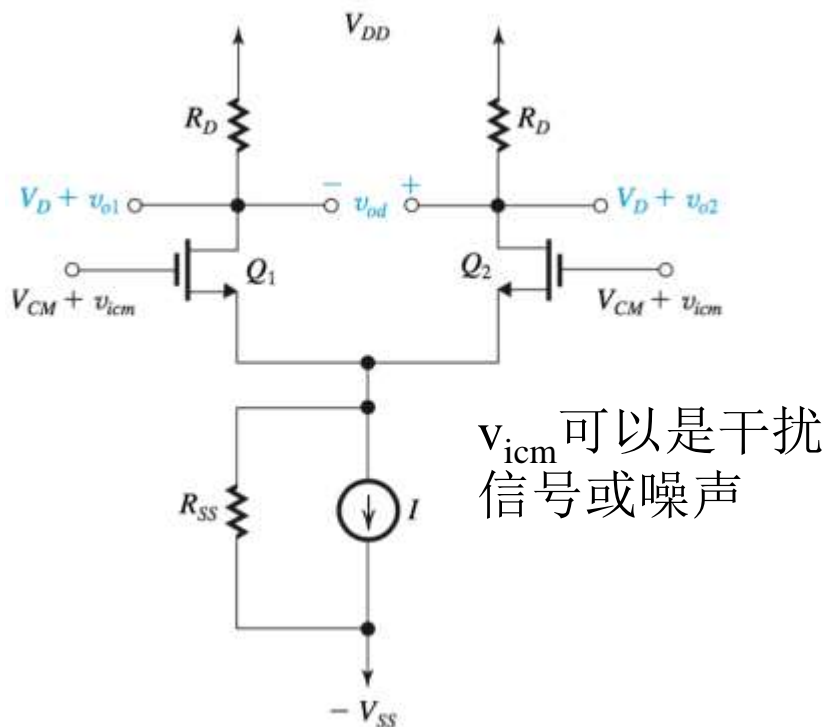 V_DD
R_D
R_D
V_D + v_o1
− v_od +
V_D + v_o2
Q_1
Q_2
V_CM + v_icm
V_CM + v_icm
v_icm可以是干扰
信号或噪声
R_SS
I
− V_SS